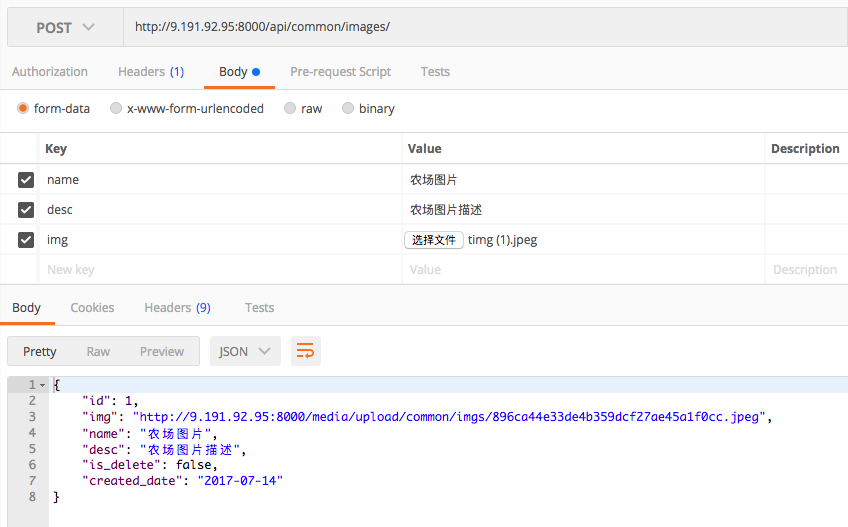 POST http://9.191.92.95:8000/api/common/images/
Authorization Headers (1) Body Pre-request Script Tests
form-data x-www-form-urlencoded raw binary
Key Value Description
name 农场图片
desc 农场图片描述
img 选择文件 timg (1).jpeg
New key Value Description
Body Cookies Headers (9) Tests
Pretty Raw Preview JSON
1 {
2 "id": 1,
3 "img": "http://9.191.92.95:8000/media/upload/common/imgs/896ca44e33de4b359dcf27ae45a1f0cc.jpeg",
4 "name": "农场图片",
5 "desc": "农场图片描述",
6 "is_delete": false,
7 "created_date": "2017-07-14"
8 }